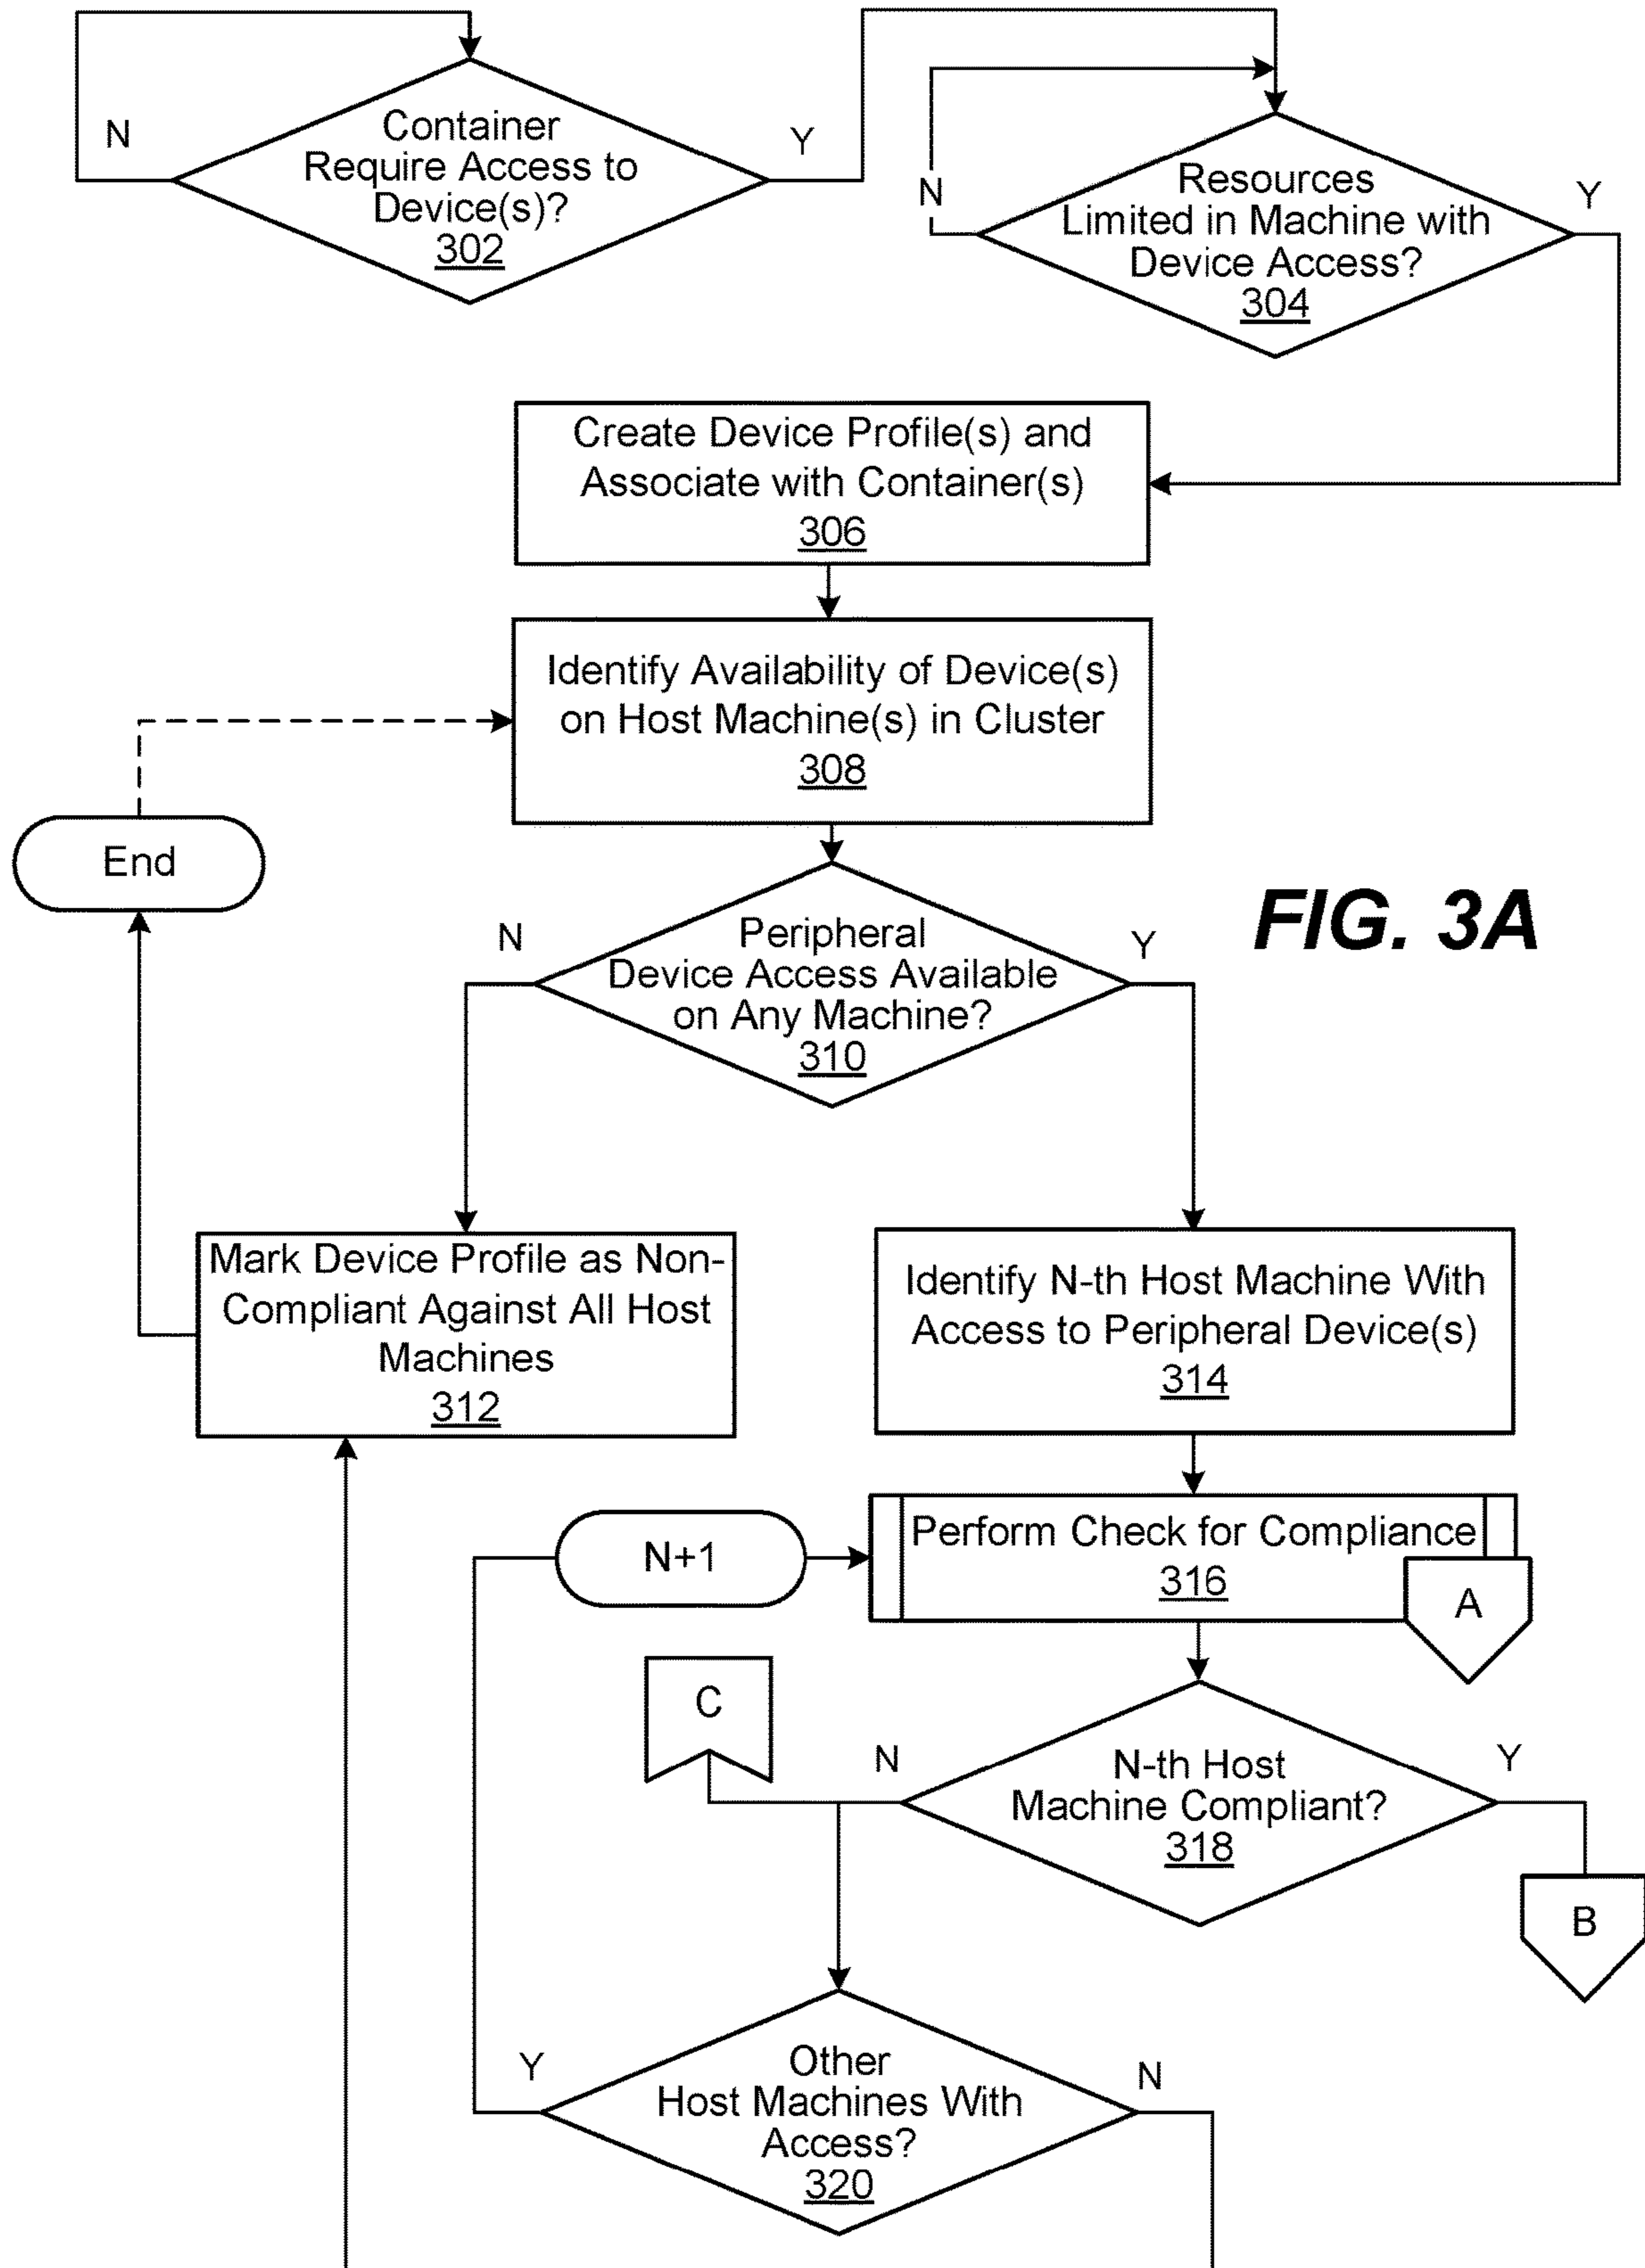 N
Container
Require Access to
Device(s)?
302
Y
N
Resources
Limited in Machine with
Device Access?
304
Y
Create Device Profile(s) and
Associate with Container(s)
306
Identify Availability of Device(s)
on Host Machine(s) in Cluster
308
End
FIG. 3A
N
Peripheral
Device Access Available
on Any Machine?
310
Y
Mark Device Profile as Non-
Compliant Against All Host
Machines
312
Identify N-th Host Machine With
Access to Peripheral Device(s)
314
N+1
Perform Check for Compliance
316
A
C
N
N-th Host
Machine Compliant?
318
Y
B
Y
Other
Host Machines With
Access?
320
N